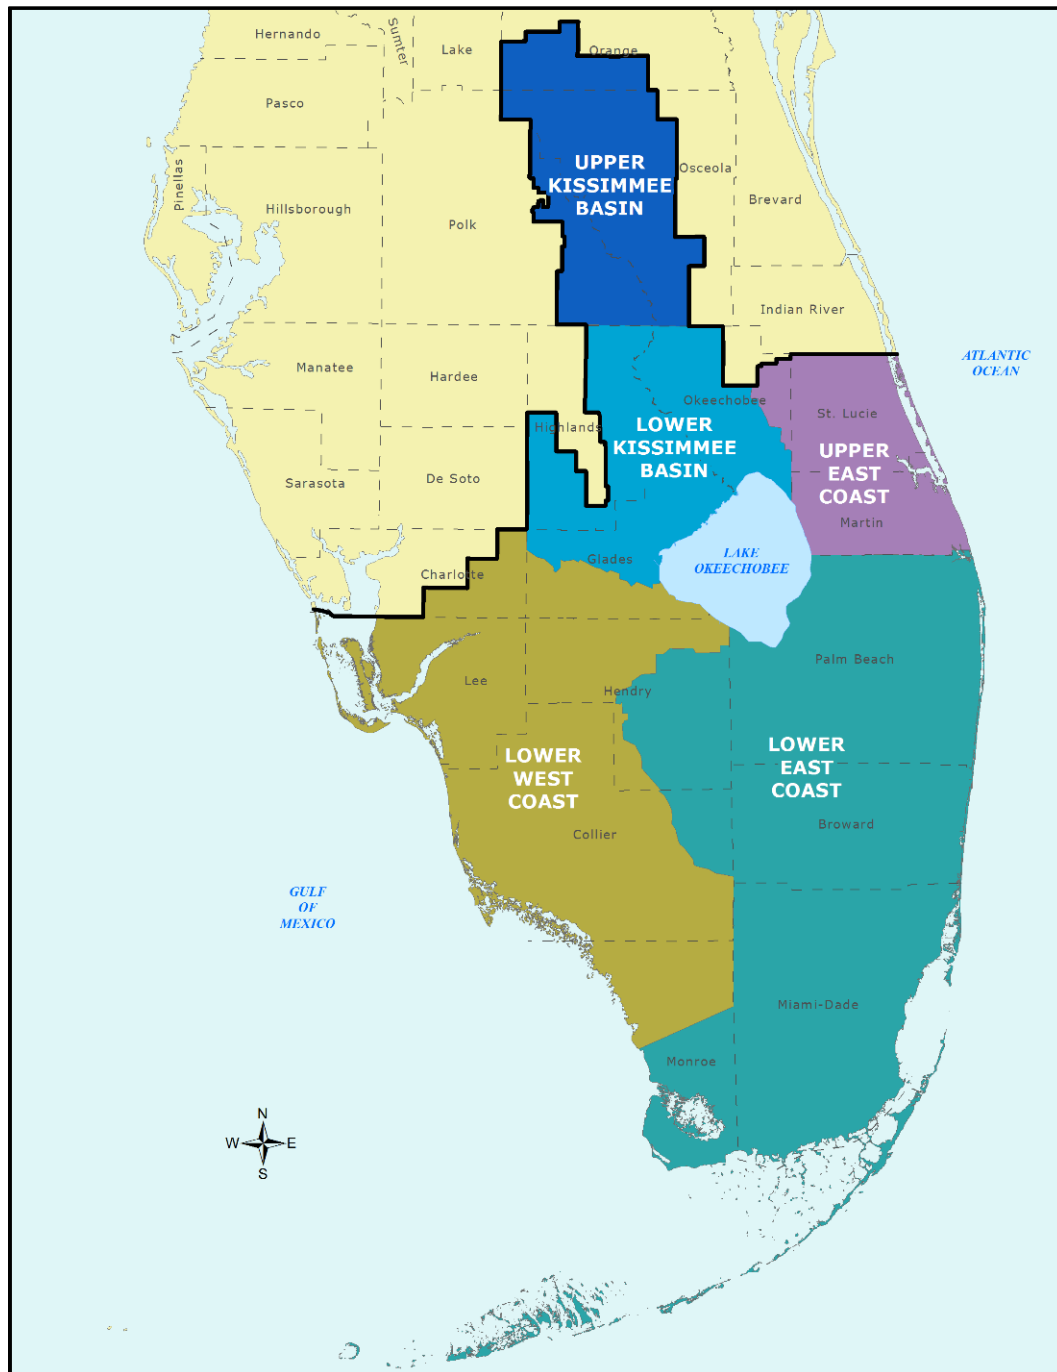 Hernando
Sumter
Lake
Orange
Pasco
Pinellas
Hillsborough
Polk
UPPER
KISSIMMEE
BASIN
Osceola
Brevard
Indian River
Manatee
Hardee
Highlands
Okeechobee
ATLANTIC
OCEAN
LOWER
KISSIMMEE
BASIN
St. Lucie
UPPER
EAST
COAST
Sarasota
De Soto
Martin
Charlotte
Glades
LAKE
OKEECHOBEE
Lee
Hendry
Palm Beach
LOWER
WEST
COAST
LOWER
EAST
COAST
Collier
Broward
GULF
OF
MEXICO
Miami-Dade
Monroe
N
W E
S